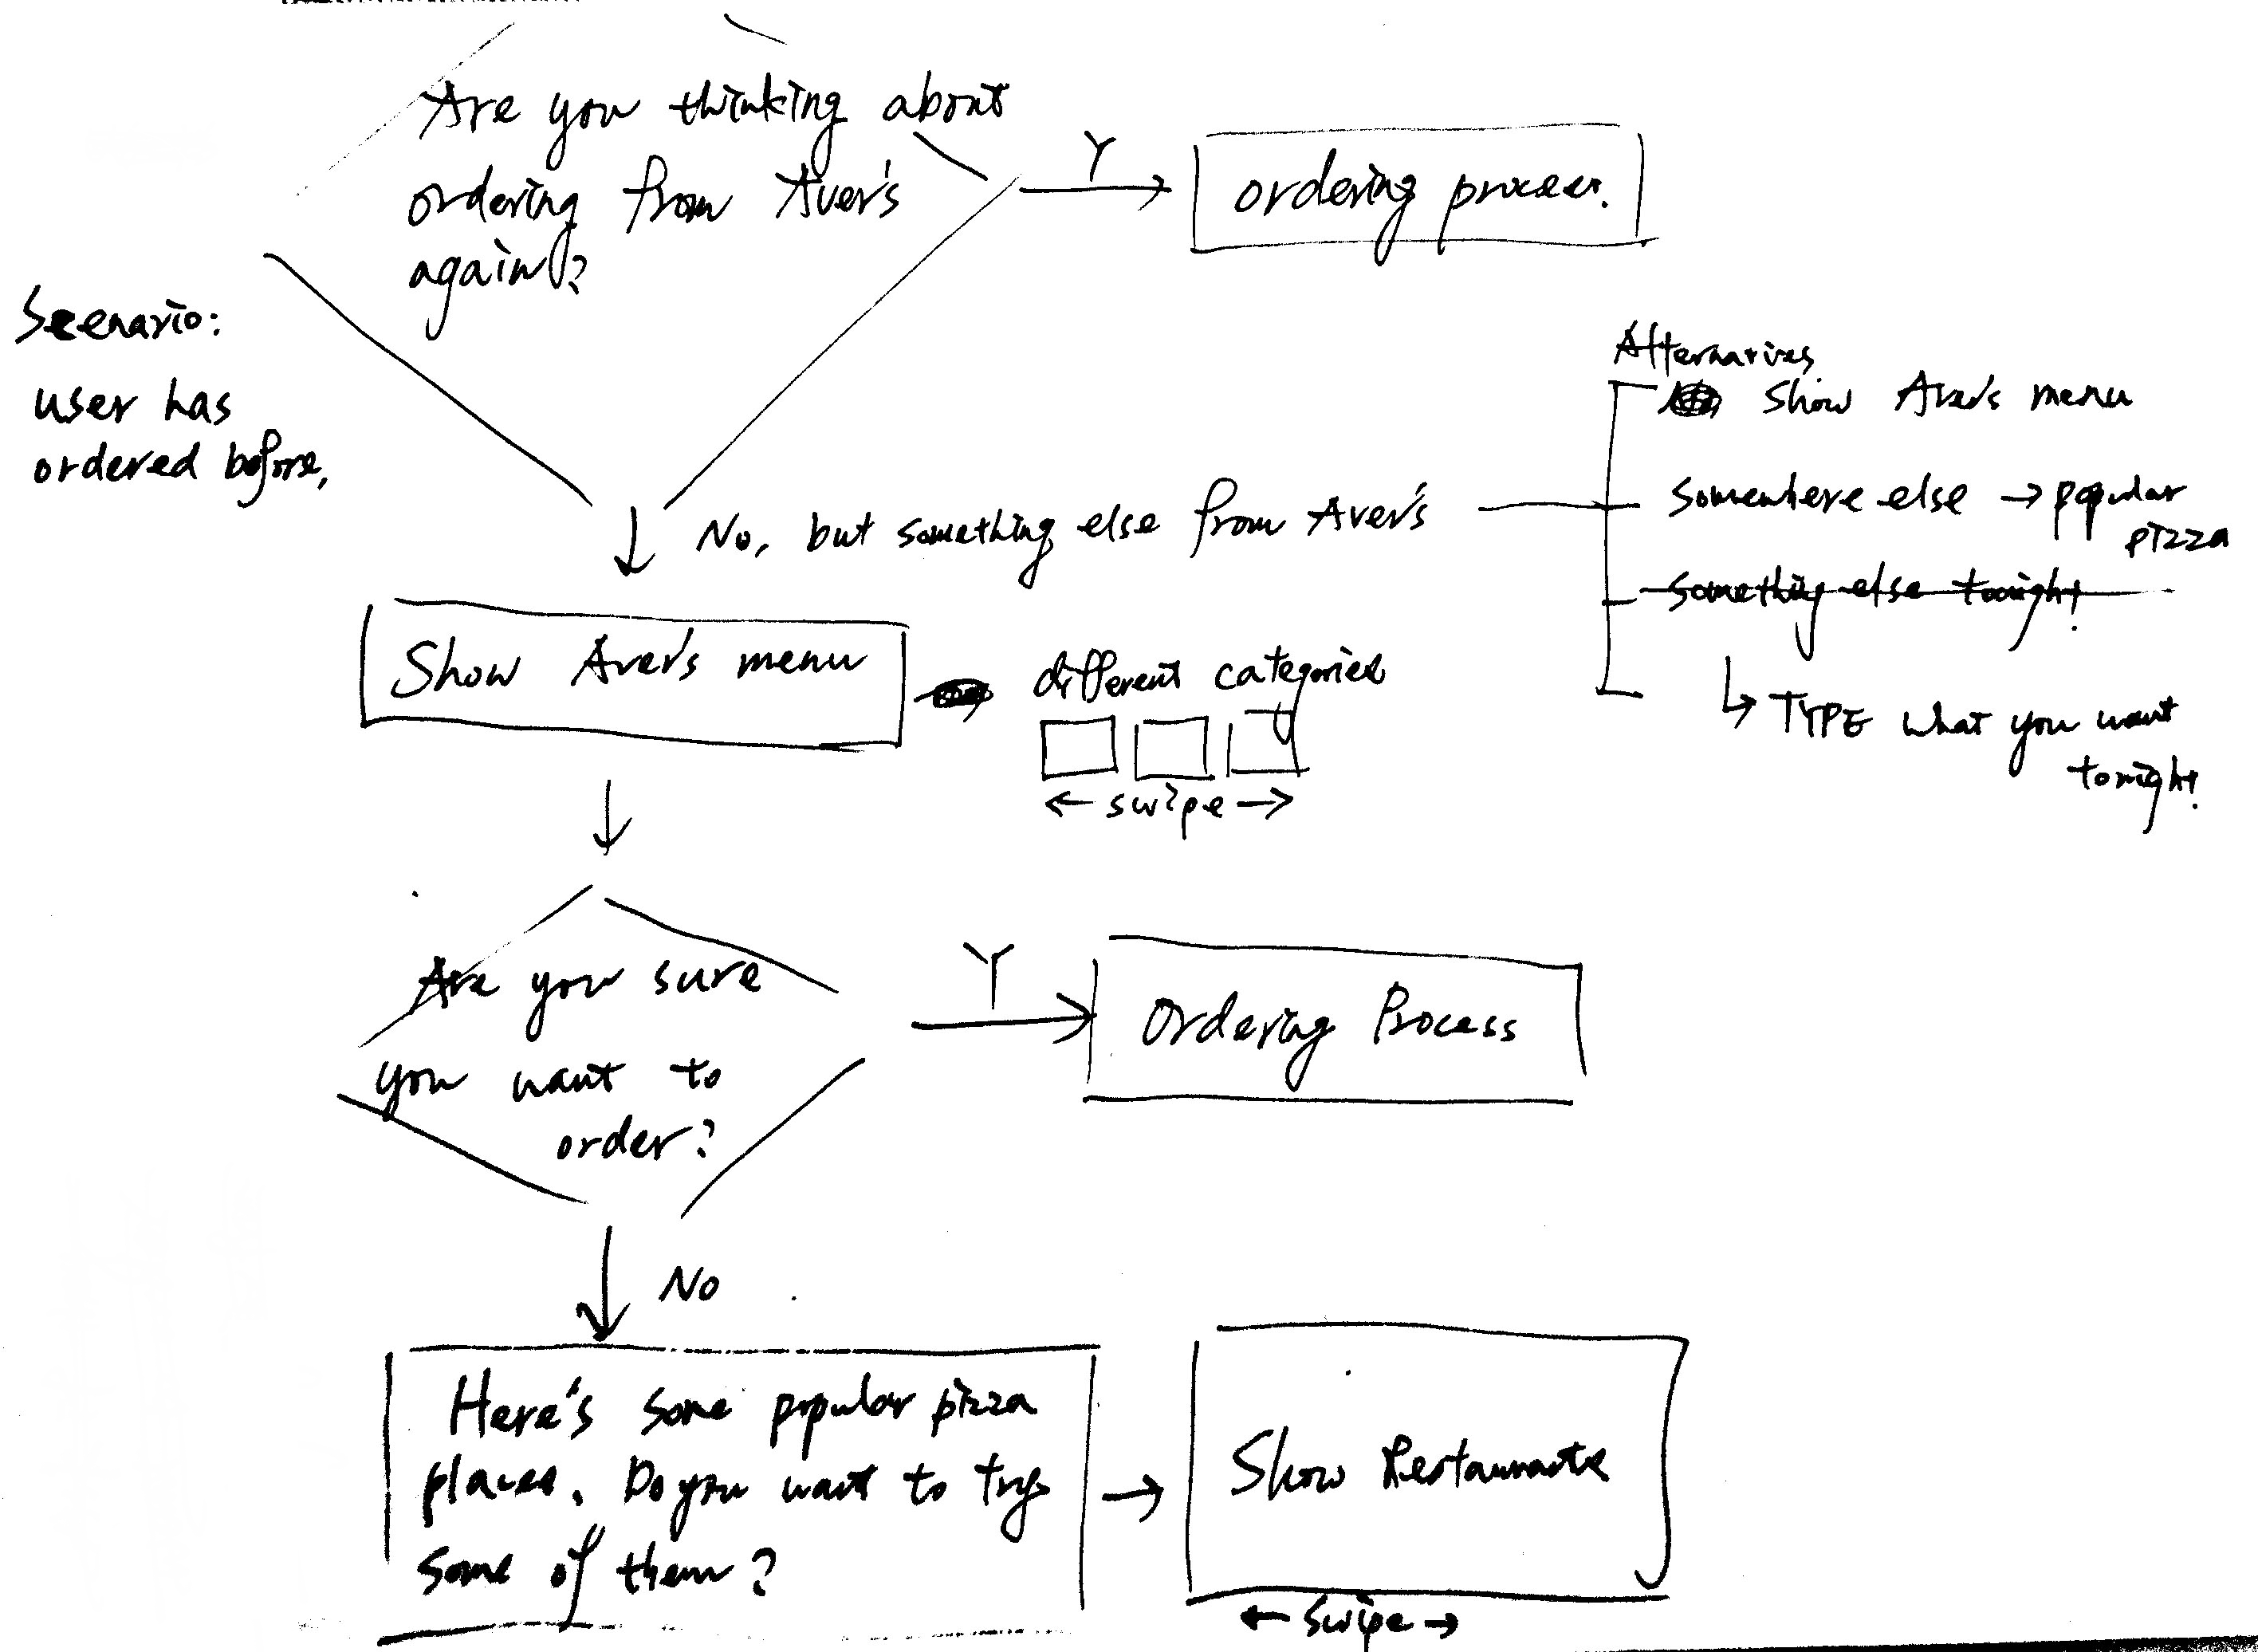 Are you thinking about
ordering from Aver's
again?
Y
ordering process.
Scenario:
user has
ordered before,
No, but something else from Aver's
Alternatives
Show Aver's menu
Somewhere else → popular
pizza
Something else tonight!
↳ TYPE what you want
tonight!
Show Aver's menu
different categories
← swipe →
Are you sure
you want to
order?
Y
Ordering Process
No
Here's some popular pizza
places. Do you want to try
some of them?
Show Restaurants
← Swipe →